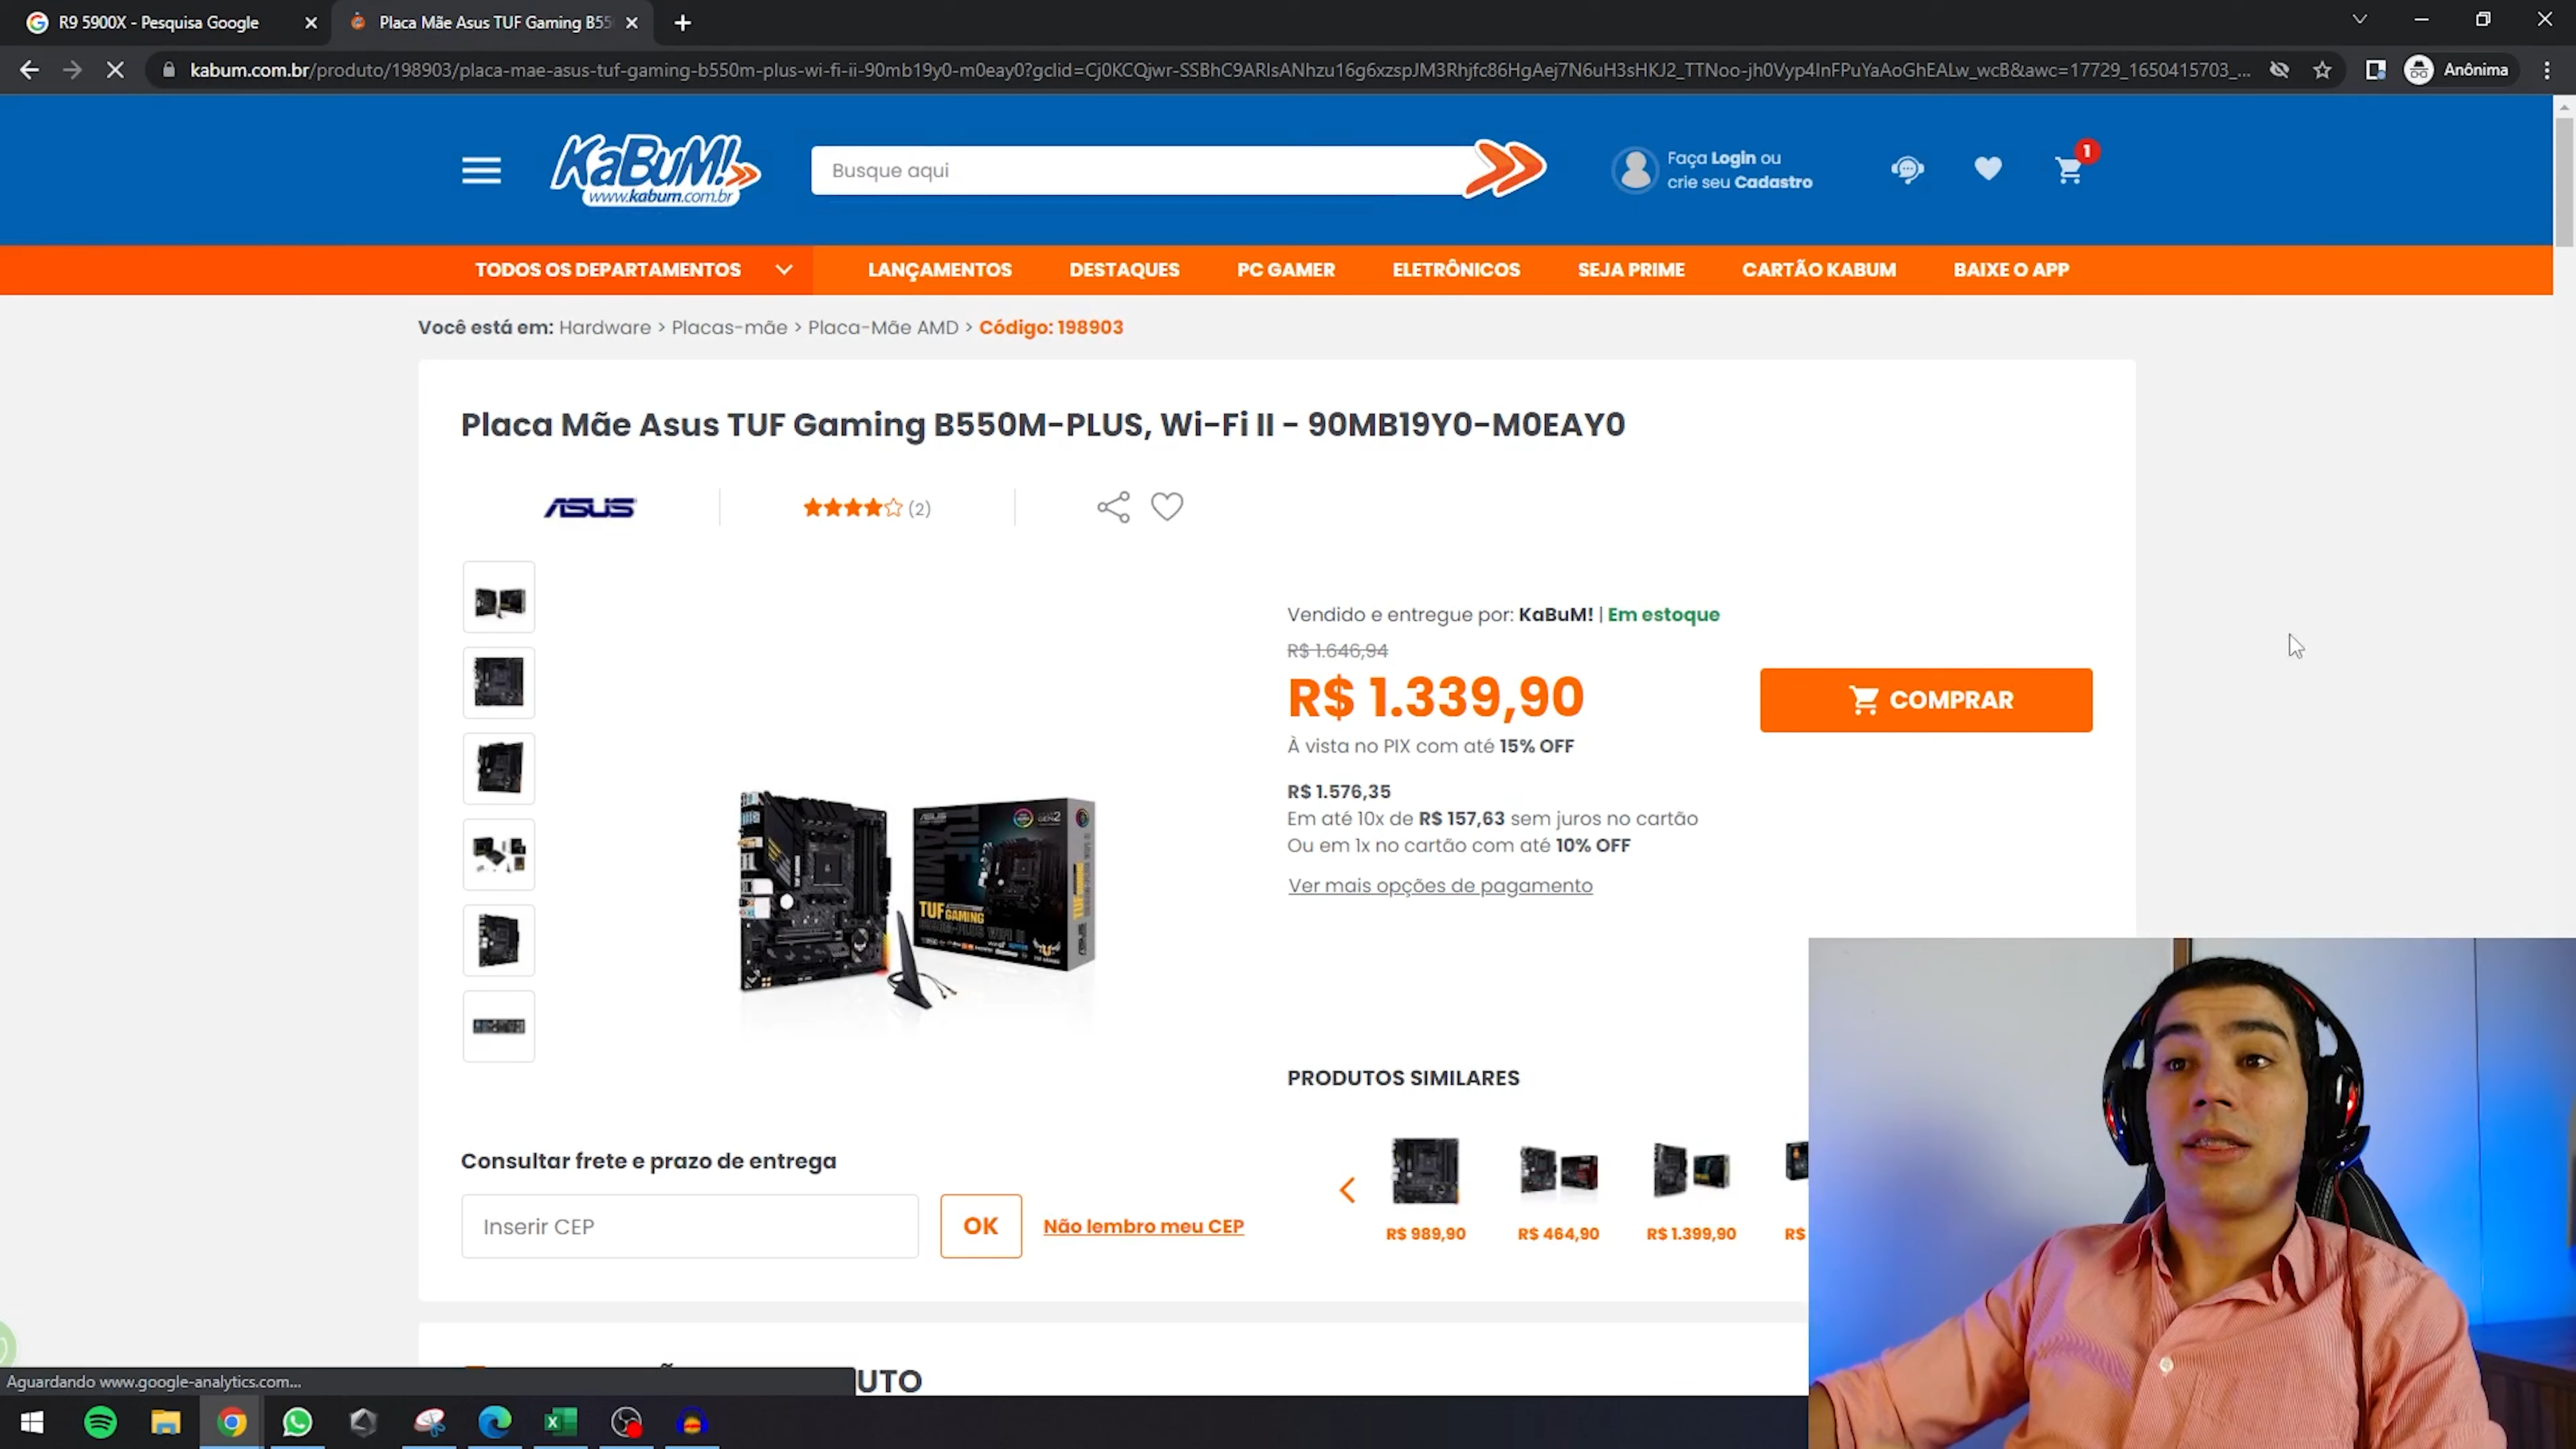 R9 5900X - Pesquisa Google
Placa Mãe Asus TUF Gaming B55
kabum.com.br/produto/198903/placa-mae-asus-tuf-gaming-b550m-plus-wi-fi-ii-90mb19y0-m0eay0?gclid=Cj0KCQjwr-SSBhC9ARIsANhzu16g6xzspJM3Rhjfc86HgAej7N6uH3sHKJ2_TTNoo-jh0Vyp4InFPuYaAoGhEALw_wcB&awc=17729_1650415703_...
Anônima
KaBuM!
www.kabum.com.br
Busque aqui
Faça Login ou
crie seu Cadastro
1
TODOS OS DEPARTAMENTOS
LANÇAMENTOS
DESTAQUES
PC GAMER
ELETRÔNICOS
SEJA PRIME
CARTÃO KABUM
BAIXE O APP
Você está em: Hardware > Placas-mãe > Placa-Mãe AMD > Código: 198903
Placa Mãe Asus TUF Gaming B550M-PLUS, Wi-Fi II - 90MB19Y0-M0EAY0
ASUS
(2)
Vendido e entregue por: KaBuM! | Em estoque
R$ 1.646,94
R$ 1.339,90
COMPRAR
À vista no PIX com até 15% OFF
R$ 1.576,35
Em até 10x de R$ 157,63 sem juros no cartão
Ou em 1x no cartão com até 10% OFF
Ver mais opções de pagamento
TUF GAMING
B550M-PLUS WIFI II
PRODUTOS SIMILARES
R$ 989,90
R$ 464,90
R$ 1.399,90
R$
Consultar frete e prazo de entrega
Inserir CEP
OK
Não lembro meu CEP
UTO
Aguardando www.google-analytics.com...